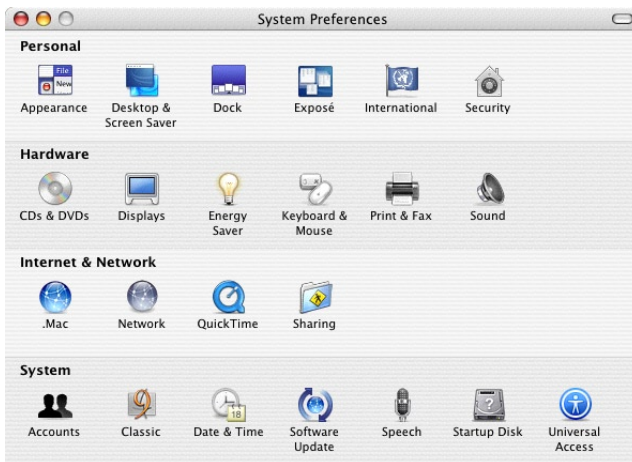 System Preferences
Personal
File
New
Appearance
Desktop &
Screen Saver
Dock
Exposé
International
Security
Hardware
CDs & DVDs
Displays
Energy
Saver
Keyboard &
Mouse
Print & Fax
Sound
Internet & Network
.Mac
Network
QuickTime
Sharing
System
Accounts
9
Classic
18
Date & Time
Software
Update
Speech
?
Startup Disk
Universal
Access